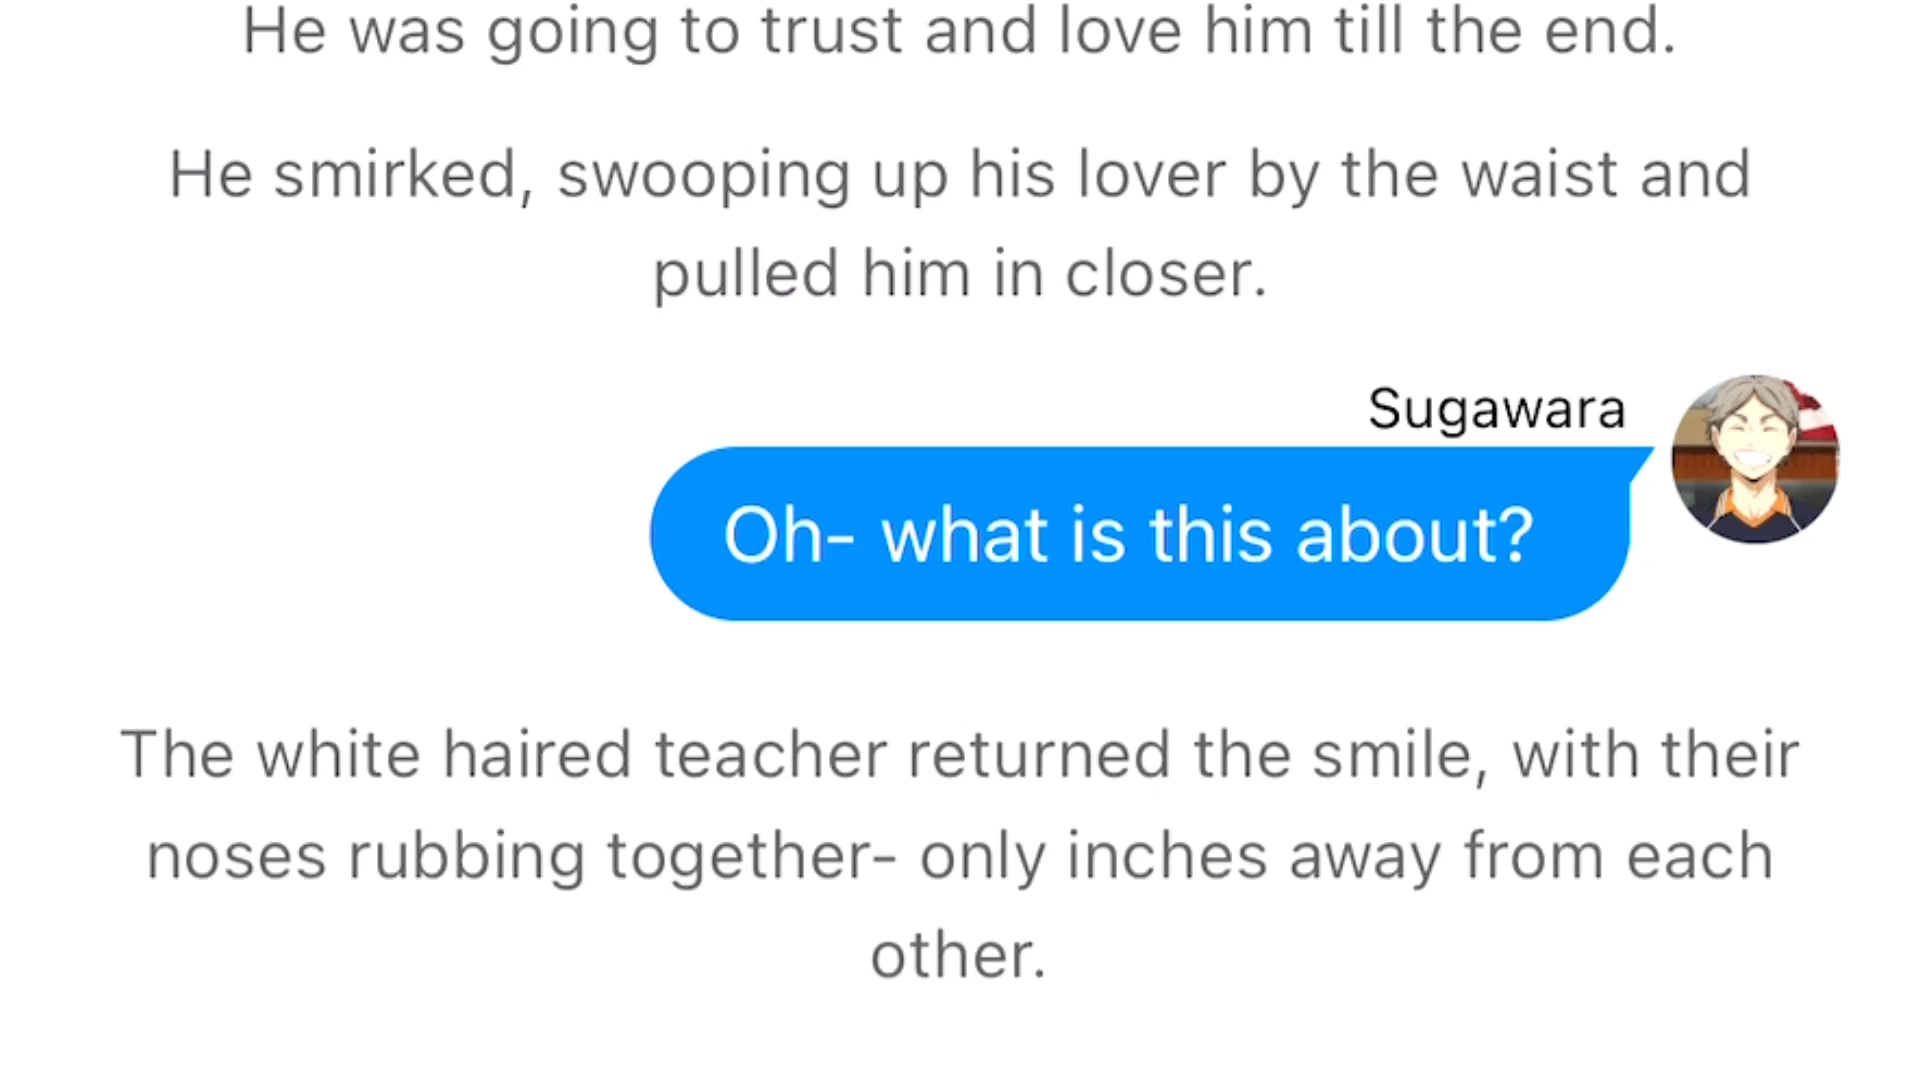 He was going to trust and love him till the end.
He smirked, swooping up his lover by the waist and
pulled him in closer.
Sugawara
Oh- what is this about?
The white haired teacher returned the smile, with their
noses rubbing together- only inches away from each
other.